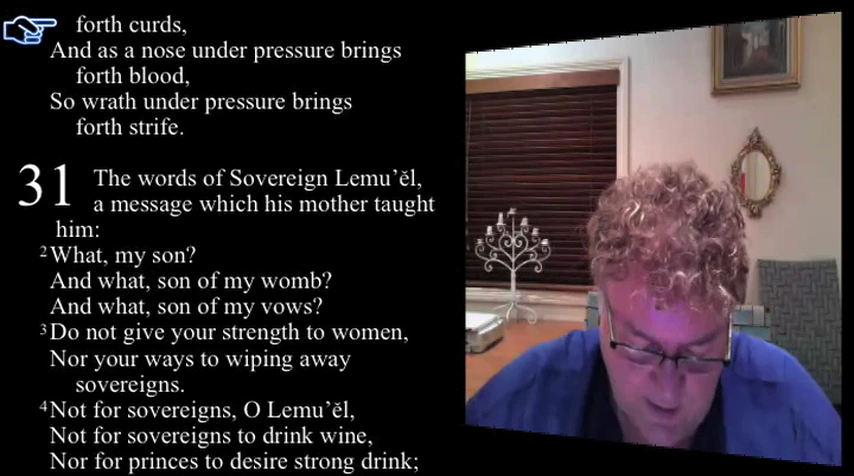 forth curds,
And as a nose under pressure brings
forth blood,
So wrath under pressure brings
forth strife.
31 The words of Sovereign Lemu’ĕl,
a message which his mother taught
him:
2 What, my son?
And what, son of my womb?
And what, son of my vows?
3 Do not give your strength to women,
Nor your ways to wiping away
sovereigns.
4 Not for sovereigns, O Lemu’ĕl,
Not for sovereigns to drink wine,
Nor for princes to desire strong drink;